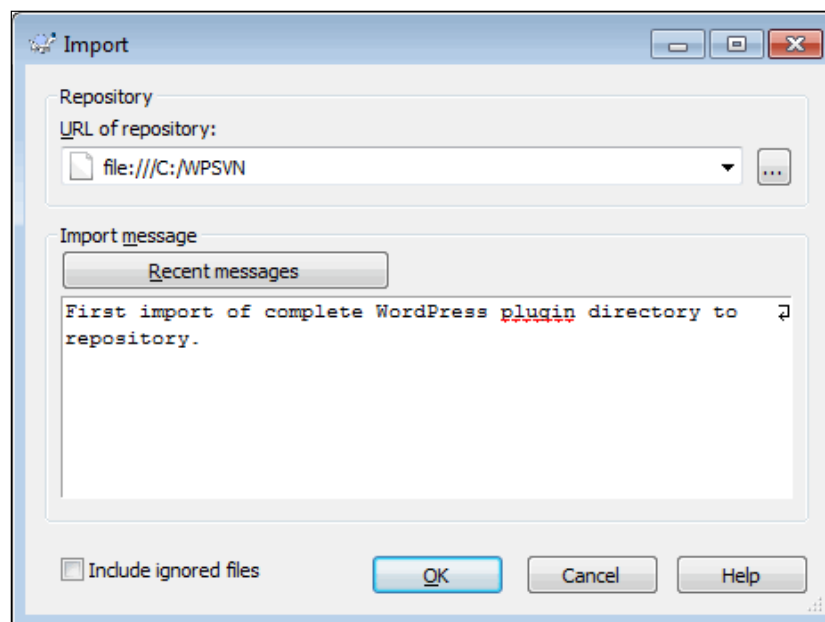 Import
Repository
URL of repository:
file:///C:/WPSVN
...
Import message
Recent messages
First import of complete WordPress plugin directory to
repository.
Include ignored files
OK
Cancel
Help